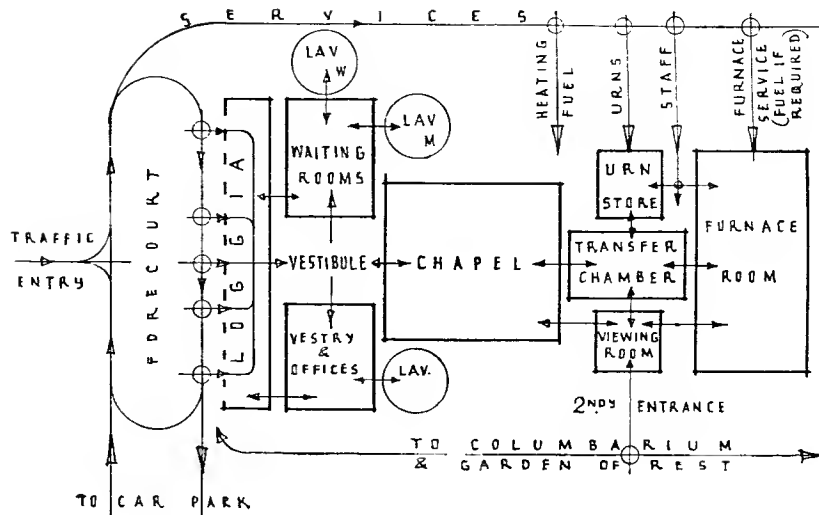 SERVICES
LAV
W
LAV
M
WAITING
ROOMS
HEATING
FUEL
URNS
STAFF
FURNACE
SERVICE
(FUEL IF
REQUIRED)
URN
STORE
FURNACE
ROOM
TRAFFIC
ENTRY
FORECOURT
LOGGIA
VESTIBULE
CHAPEL
TRANSFER
CHAMBER
VESTRY
&
OFFICES
LAV.
VIEWING
ROOM
2NDY ENTRANCE
TO COLUMBARIUM
& GARDEN OF REST
TO CAR PARK